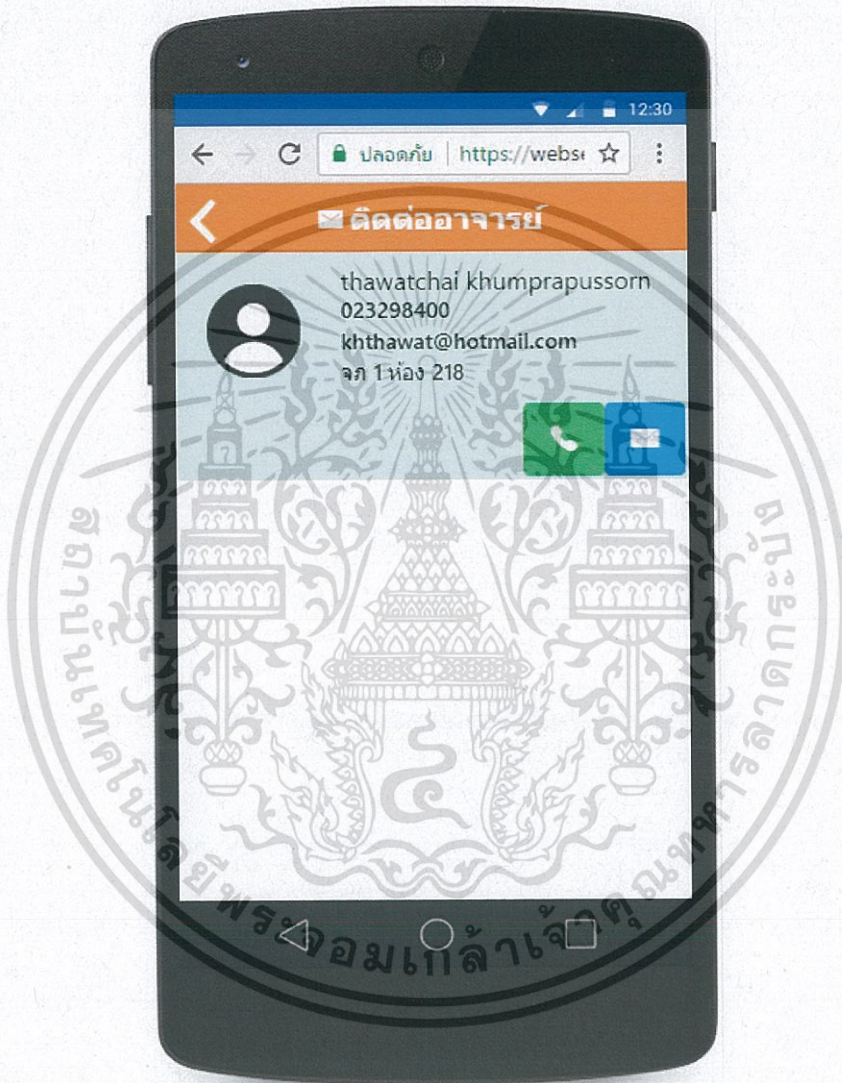 12:30
ปลอดภัย | https://webse
ติดต่ออาจารย์
thawatchai khumprapussorn
023298400
khthawat@hotmail.com
จภ 1 ห้อง 218
สถาบันเทคโนโลยีพระจอมเกล้าเจ้าคุณทหารลาดกระบัง